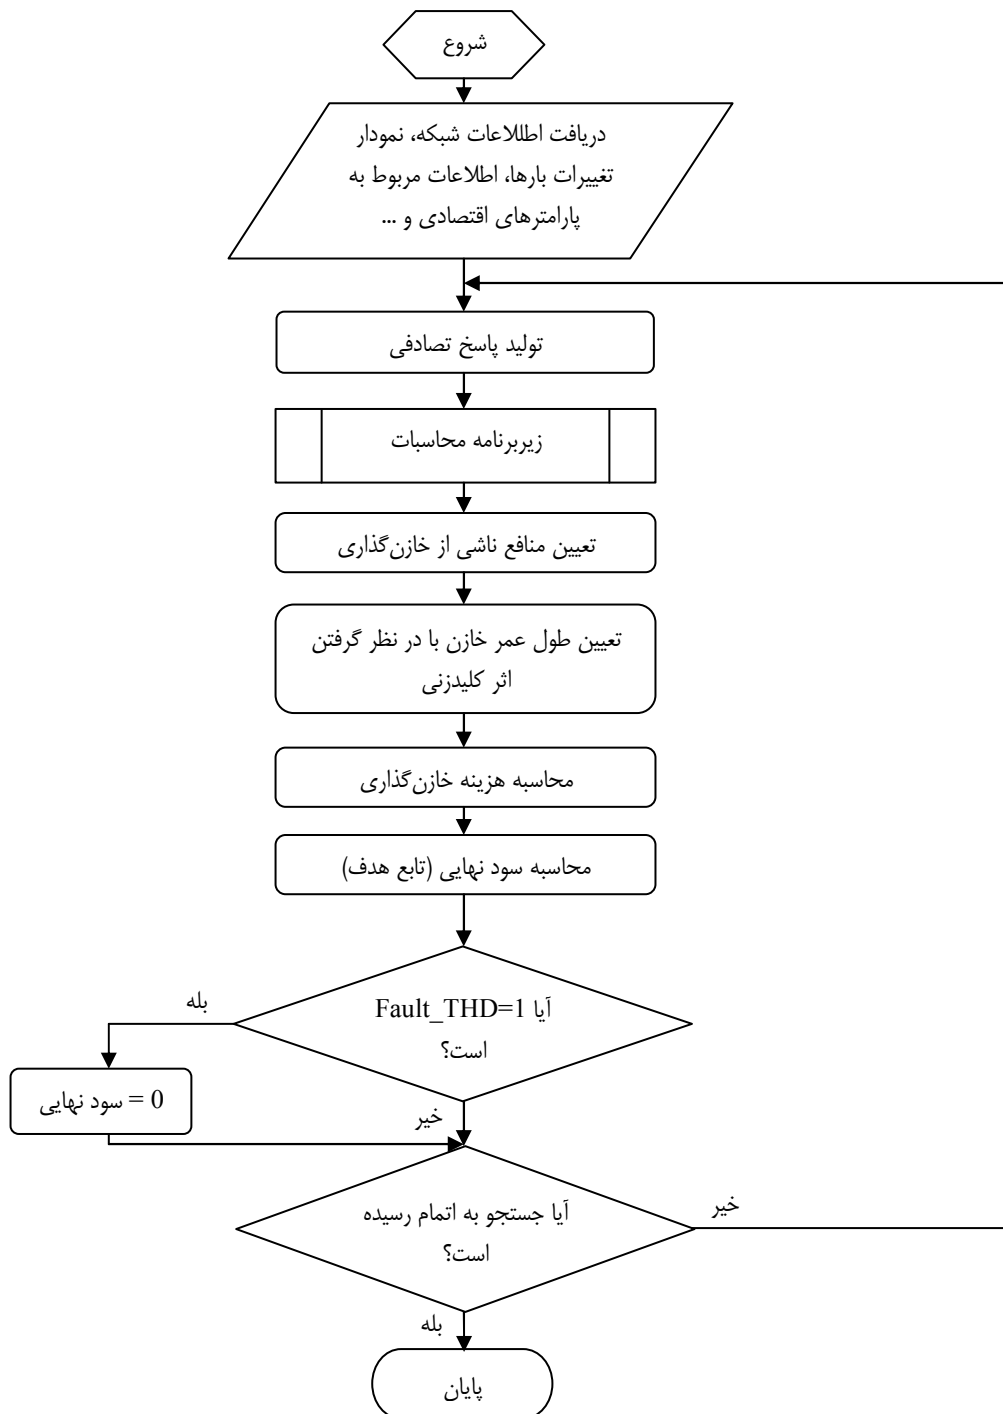 شروع
دریافت اطللاعات شبکه، نمودار
تغییرات بارها، اطلاعات مربوط به
پارامترهای اقتصادی و ...
تولید پاسخ تصادفی
زیربرنامه محاسبات
تعیین منافع ناشی از خازن‌گذاری
تعیین طول عمر خازن با در نظر گرفتن
اثر کلیدزنی
محاسبه هزینه خازن‌گذاری
محاسبه سود نهایی (تابع هدف)
آیا Fault_THD=1
است؟
بله
سود نهایی = 0
خیر
آیا جستجو به اتمام رسیده
است؟
خیر
بله
پایان